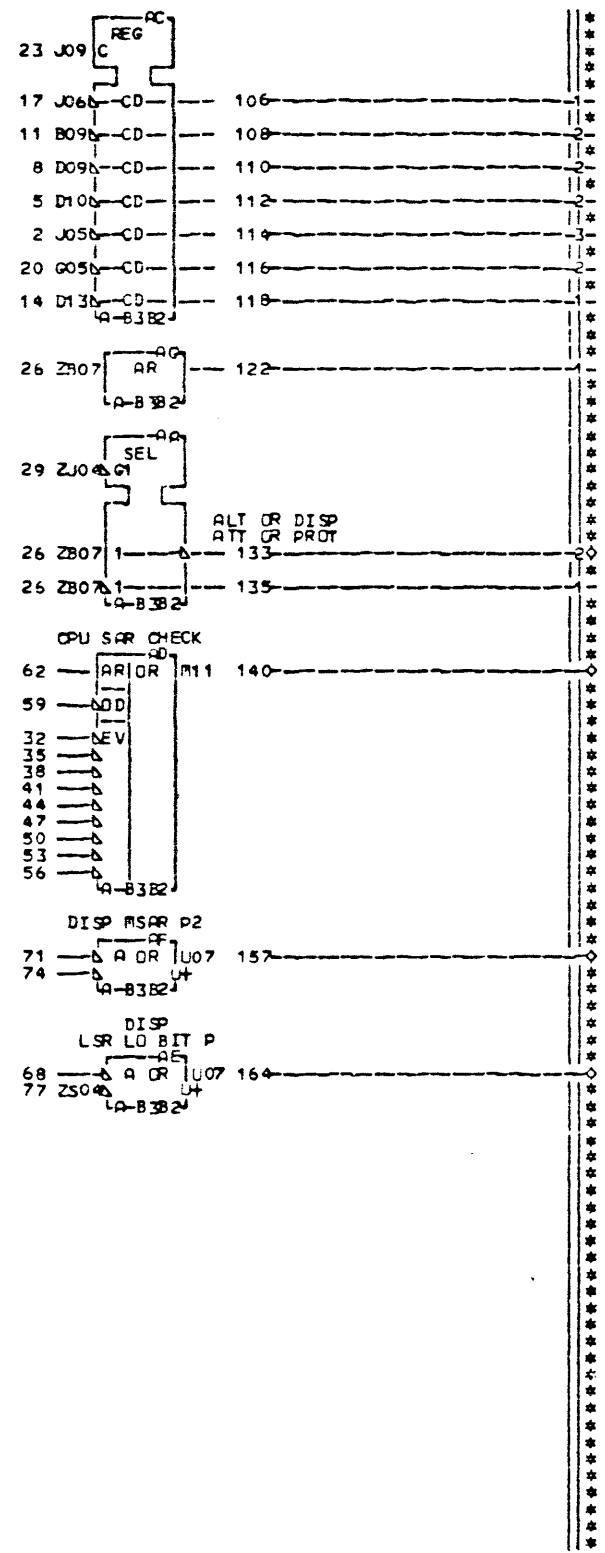 AC
REG
23 J09 C
17 J06 CD 106 1
11 B09 CD 108 2
8 D09 CD 110 2
5 D10 CD 112 2
2 J05 CD 114 3
20 G05 CD 116 2
14 D13 CD 118 1
A-B3B2
AG
26 ZB07 AR 122 1
A-B3B2
AA
SEL
29 ZJ04 G1
ALT OR DISP
ATT OR PROT
26 ZB07 1 133 2
26 ZB07 1 135 1
A-B3B2
CPU SAR CHECK
AD
62 AR OR M11 140
59 OD
32 EV
35
38
41
44
47
50
53
56
A-B3B2
DISP MSAR P2
AF
71 A OR U07 157
74 U4
A-B3B2
DISP
LSR LO BIT P
AE
68 A OR U07 164
77 ZS04 U4
A-B3B2